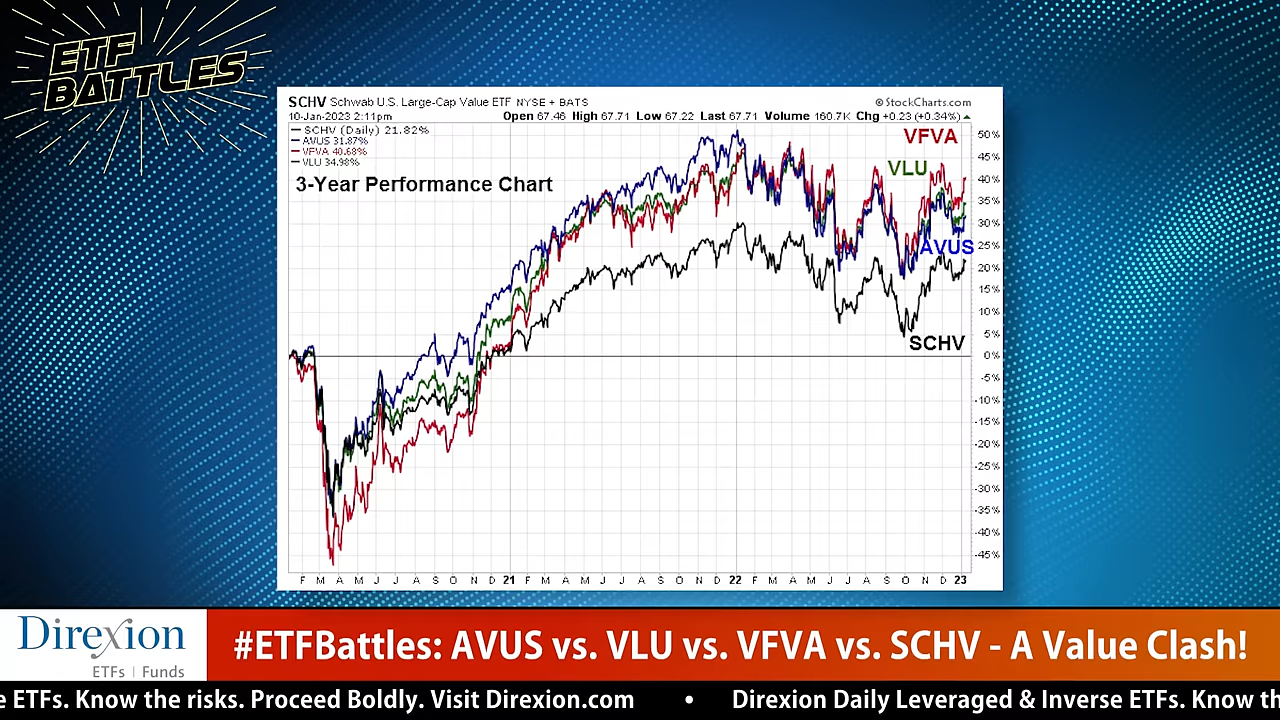 ETF
BATTLES
SCHV Schwab U.S. Large-Cap Value ETF NYSE + BATS
© StockCharts.com
10-Jan-2023 2:11pm
Open 67.46 High 67.71 Low 67.22 Last 67.71 Volume 160.7K Chg +0.23 (+0.34%)
SCHV (Daily) 21.82%
AVUS 31.87%
VFVA 40.68%
VLU 34.98%
3-Year Performance Chart
VFVA
VLU
AVUS
SCHV
50%
45%
40%
35%
30%
25%
20%
15%
10%
5%
0%
-5%
-10%
-15%
-20%
-25%
-30%
-35%
-40%
-45%
F M A M J J A S O N D 21 F M A M J J A S O N D 22 F M A M J J A S O N D 23
Direxion
ETFs | Funds
#ETFBattles: AVUS vs. VLU vs. VFVA vs. SCHV - A Value Clash!
e ETFs. Know the risks. Proceed Boldly. Visit Direxion.com • Direxion Daily Leveraged & Inverse ETFs. Know th